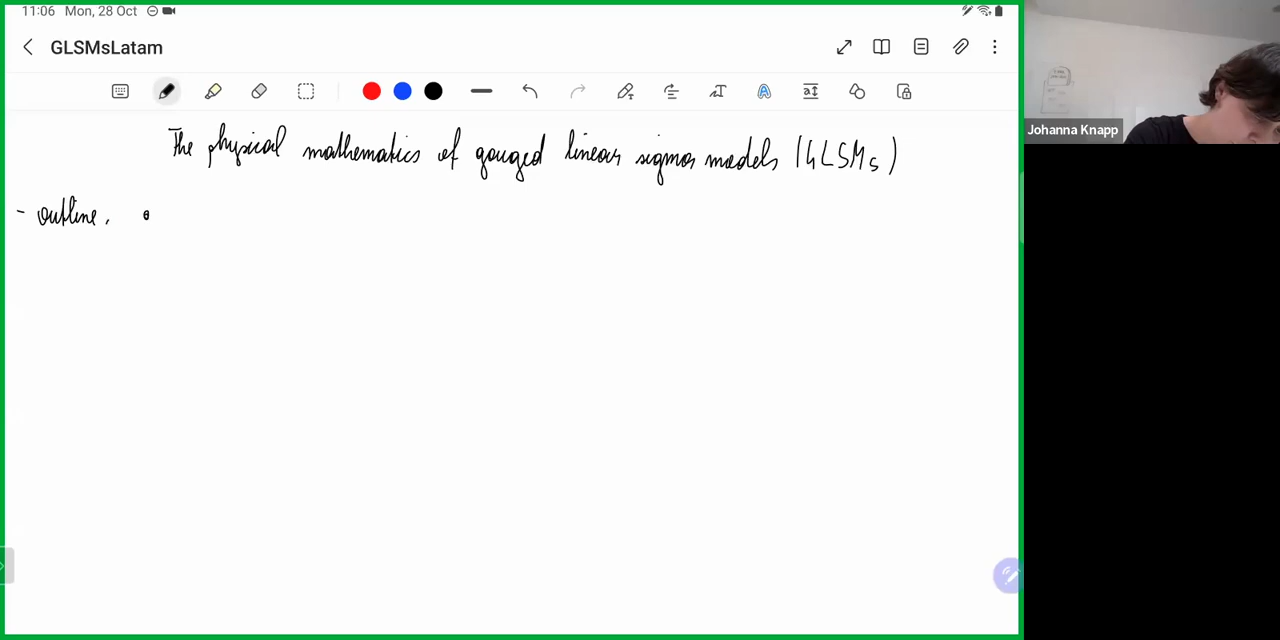 11:06 Mon, 28 Oct
GLSMsLatam
The physical mathematics of gauged linear sigma models (GLSMs)
- outline,
Johanna Knapp